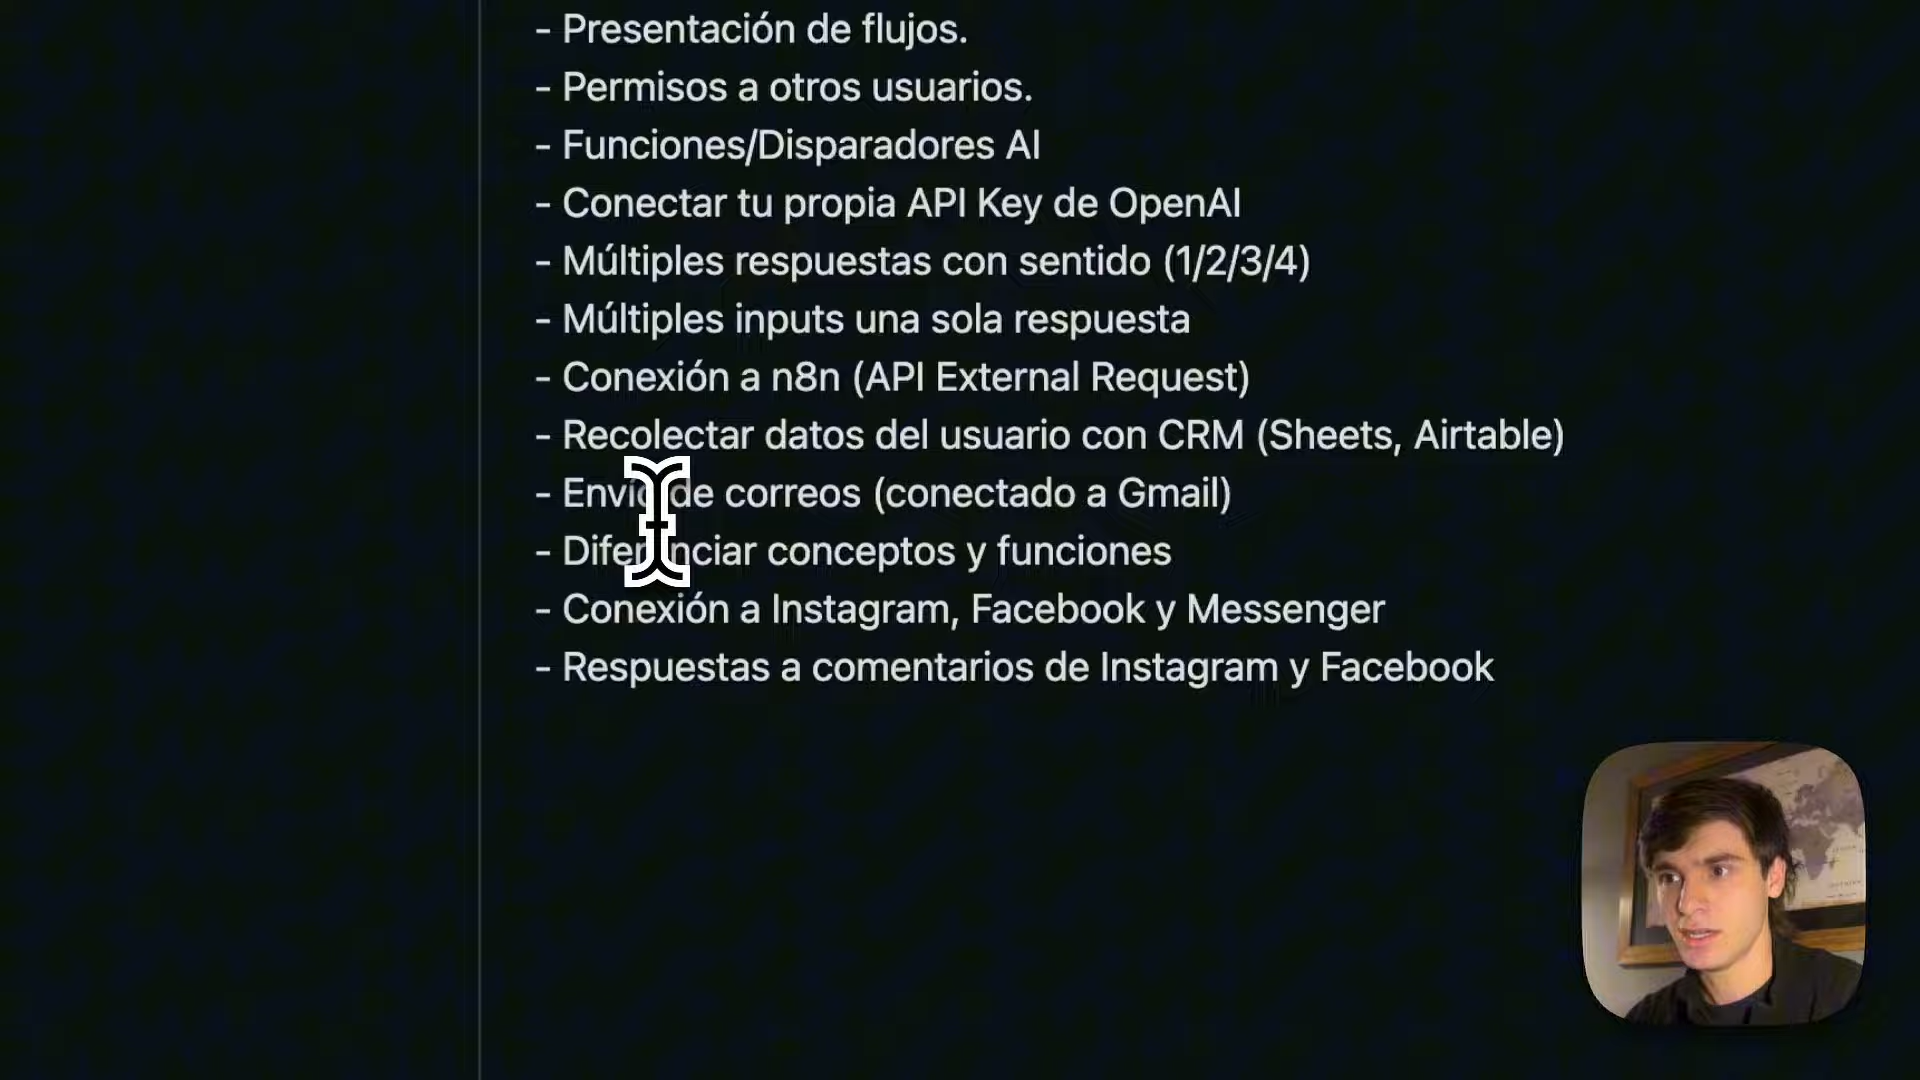 - Presentación de flujos.
- Permisos a otros usuarios.
- Funciones/Disparadores AI
- Conectar tu propia API Key de OpenAI
- Múltiples respuestas con sentido (1/2/3/4)
- Múltiples inputs una sola respuesta
- Conexión a n8n (API External Request)
- Recolectar datos del usuario con CRM (Sheets, Airtable)
- Envío de correos (conectado a Gmail)
- Diferenciar conceptos y funciones
- Conexión a Instagram, Facebook y Messenger
- Respuestas a comentarios de Instagram y Facebook